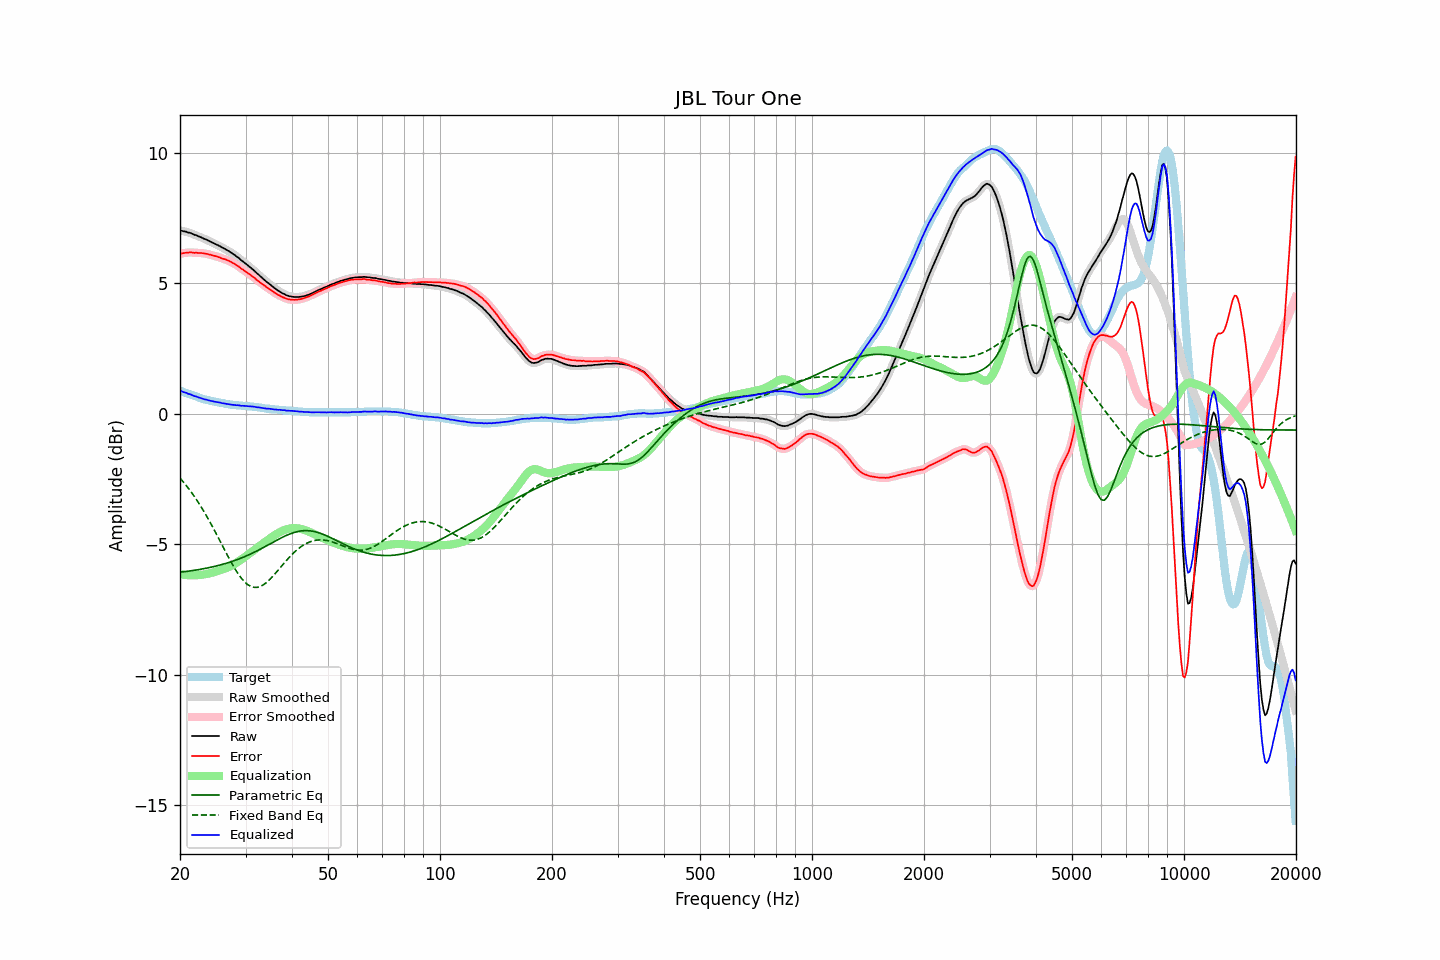 JBL Tour One
Amplitude (dBr)
10
5
0
−5
−10
−15
Target
Raw Smoothed
Error Smoothed
Raw
Error
Equalization
Parametric Eq
Fixed Band Eq
Equalized
20 50 100 200 500 1000 2000 5000 10000 20000
Frequency (Hz)